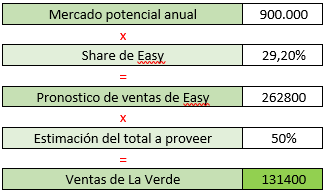 Mercado potencial anual 900.000
x
Share de Easy 29,20%
=
Pronostico de ventas de Easy 262800
x
Estimación del total a proveer 50%
=
Ventas de La Verde 131400